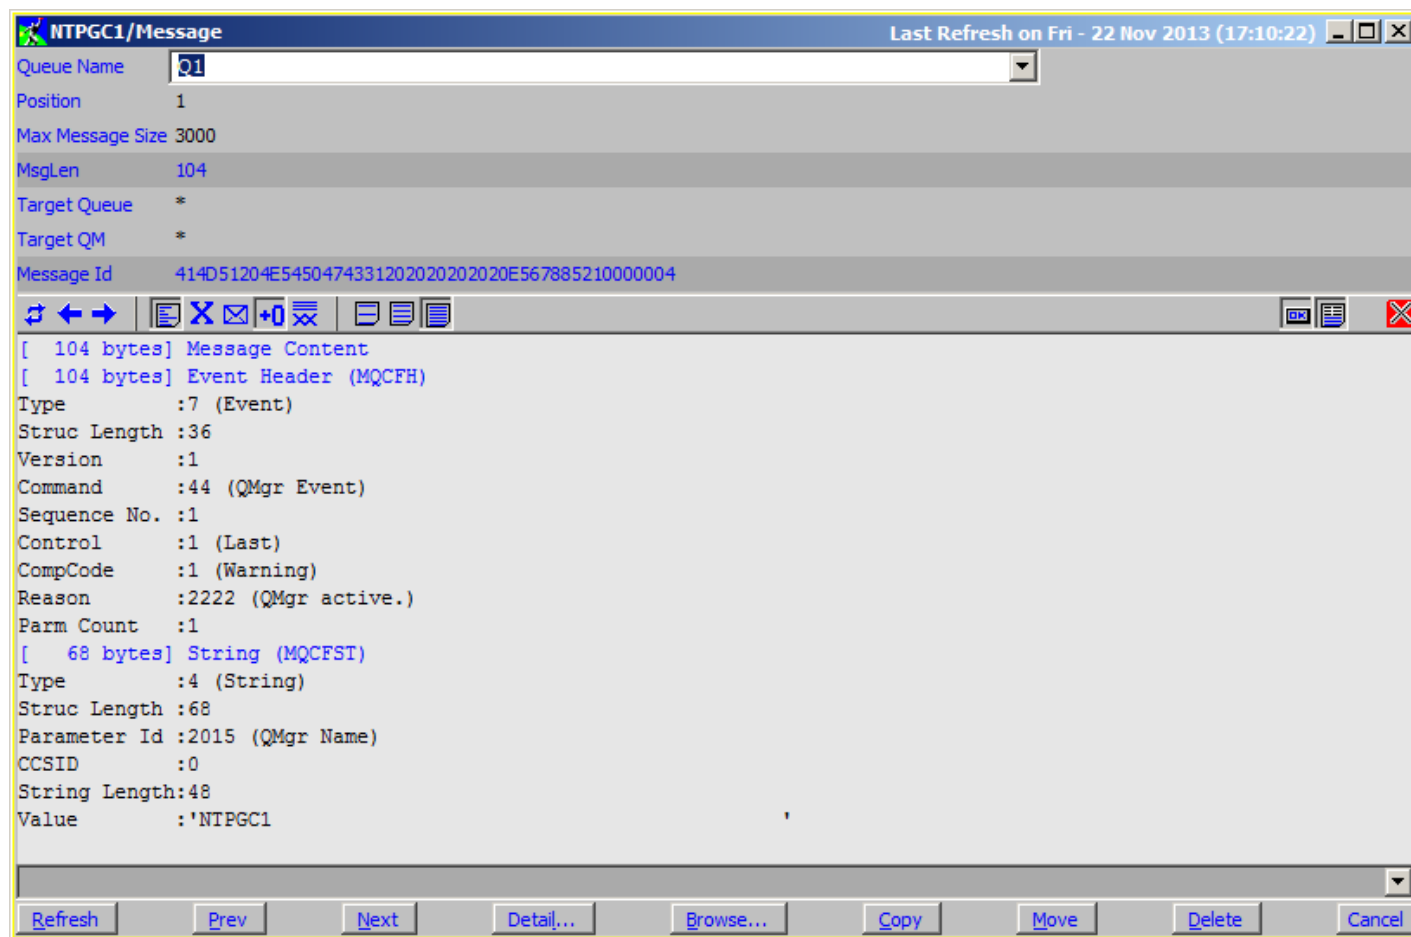 NTPGC1/Message Last Refresh on Fri - 22 Nov 2013 (17:10:22)
Queue Name Q1
Position 1
Max Message Size 3000
MsgLen 104
Target Queue *
Target QM *
Message Id 414D51204E5450474331202020202020E567885210000004
+0 OK
[  104 bytes] Message Content
[  104 bytes] Event Header (MQCFH)
Type         :7 (Event)
Struc Length :36
Version      :1
Command      :44 (QMgr Event)
Sequence No. :1
Control      :1 (Last)
CompCode     :1 (Warning)
Reason       :2222 (QMgr active.)
Parm Count   :1
[   68 bytes] String (MQCFST)
Type         :4 (String)
Struc Length :68
Parameter Id :2015 (QMgr Name)
CCSID        :0
String Length:48
Value        :'NTPGC1                                          '
Refresh Prev Next Detail... Browse... Copy Move Delete Cancel